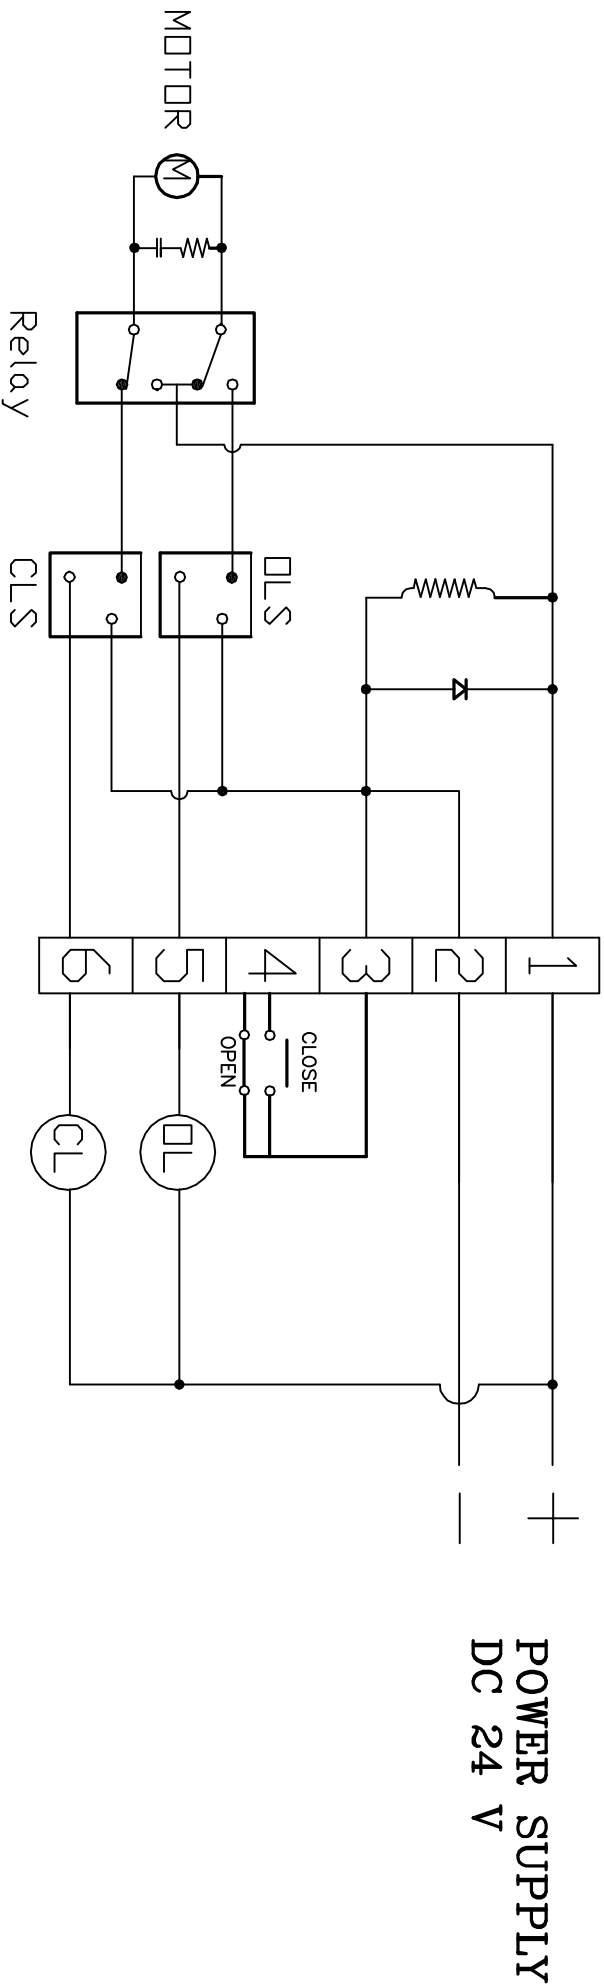 MOTOR
M
Relay
CLS
OLS
1
2
3
4
5
6
CLOSE
OPEN
OL
CL
+
−
POWER SUPPLY
DC 24 V